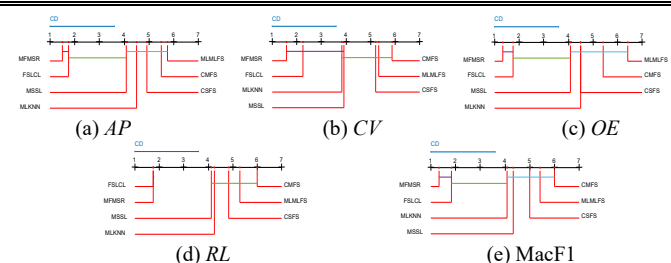 CD
1 2 3 4 5 6 7
MFMSR MLMLFS
FSLCL CMFS
MSSL CSFS
MLKNN
(a) AP
CD
1 2 3 4 5 6 7
MFMSR CMFS
FSLCL MLMLFS
MLKNN CSFS
MSSL
(b) CV
CD
1 2 3 4 5 6 7
MFMSR MLMLFS
FSLCL CMFS
MSSL CSFS
MLKNN
(c) OE
CD
1 2 3 4 5 6 7
FSLCL CMFS
MFMSR MLMLFS
MSSL CSFS
MLKNN
(d) RL
CD
1 2 3 4 5 6 7
MFMSR CMFS
FSLCL MLMLFS
MLKNN CSFS
MSSL
(e) MacF1